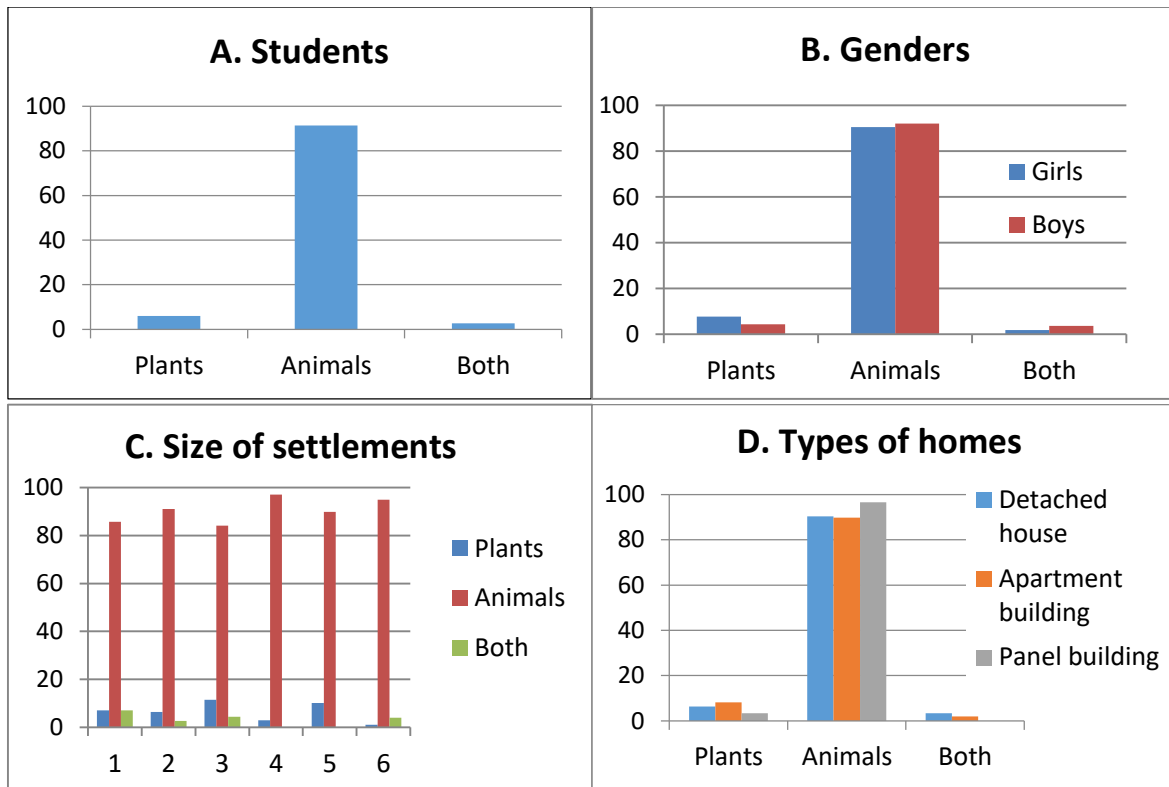 A. Students
100
80
60
40
20
0
Plants Animals Both
B. Genders
100
80
60
40
20
0
Plants Animals Both
Girls
Boys
C. Size of settlements
100
80
60
40
20
0
1 2 3 4 5 6
Plants
Animals
Both
D. Types of homes
100
80
60
40
20
0
Plants Animals Both
Detached
house
Apartment
building
Panel building